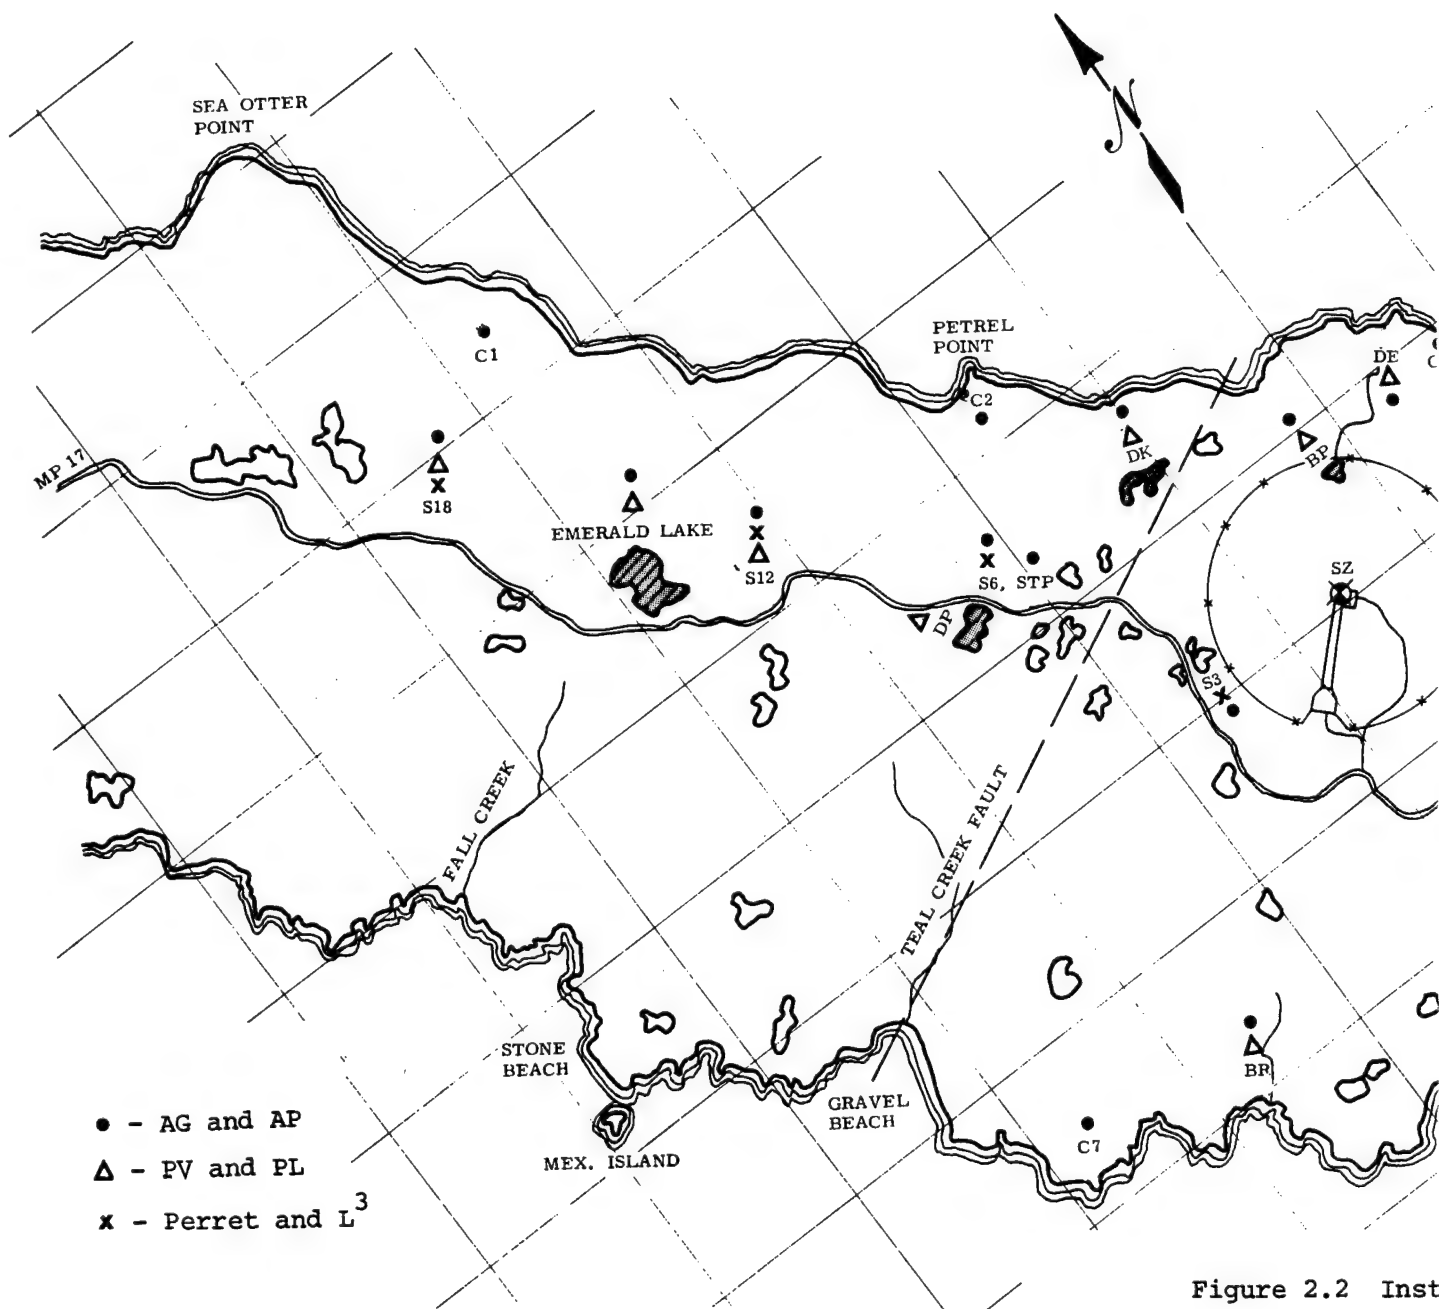 SEA OTTER
POINT
N
PETREL
POINT
C1
C2
DE
C
DK
BP
MP 17
S18
EMERALD LAKE
S12
S6, STP
SZ
DP
S3
FALL CREEK
TEAL CREEK FAULT
STONE
BEACH
BR
GRAVEL
BEACH
C7
MEX. ISLAND
● - AG and AP
△ - PV and PL
x - Perret and L³
Figure 2.2 Inst